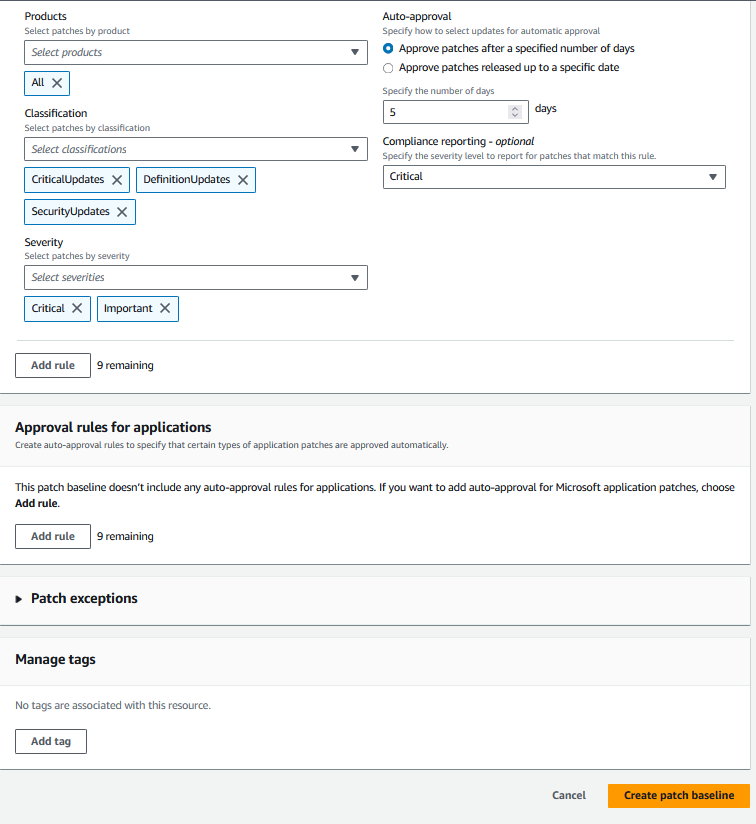 Products
Select patches by product
Select products
All
Classification
Select patches by classification
Select classifications
CriticalUpdates
DefinitionUpdates
SecurityUpdates
Severity
Select patches by severity
Select severities
Critical
Important
Auto-approval
Specify how to select updates for automatic approval
Approve patches after a specified number of days
Approve patches released up to a specific date
Specify the number of days
5
days
Compliance reporting - optional
Specify the severity level to report for patches that match this rule.
Critical
Add rule
9 remaining
Approval rules for applications
Create auto-approval rules to specify that certain types of application patches are approved automatically.
This patch baseline doesn't include any auto-approval rules for applications. If you want to add auto-approval for Microsoft application patches, choose
Add rule.
Add rule
9 remaining
Patch exceptions
Manage tags
No tags are associated with this resource.
Add tag
Cancel
Create patch baseline